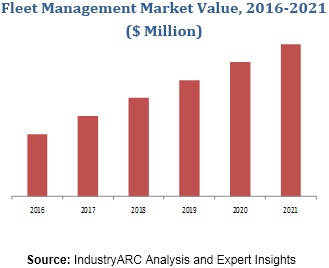 Fleet Management Market Value, 2016-2021
($ Million)
2016 2017 2018 2019 2020 2021
Source: IndustryARC Analysis and Expert Insights